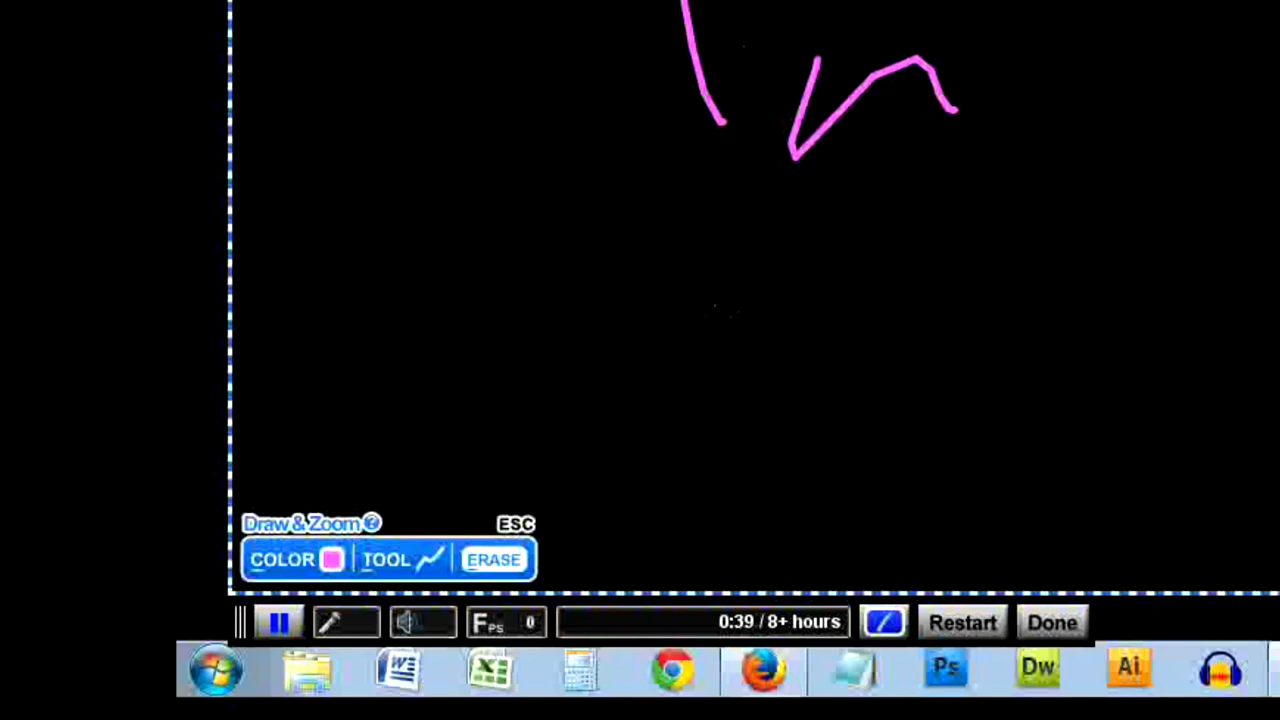 Draw & Zoom ? ESC
COLOR TOOL ERASE
FPS 0 0:39 / 8+ hours Restart Done
W X Ps Dw Ai